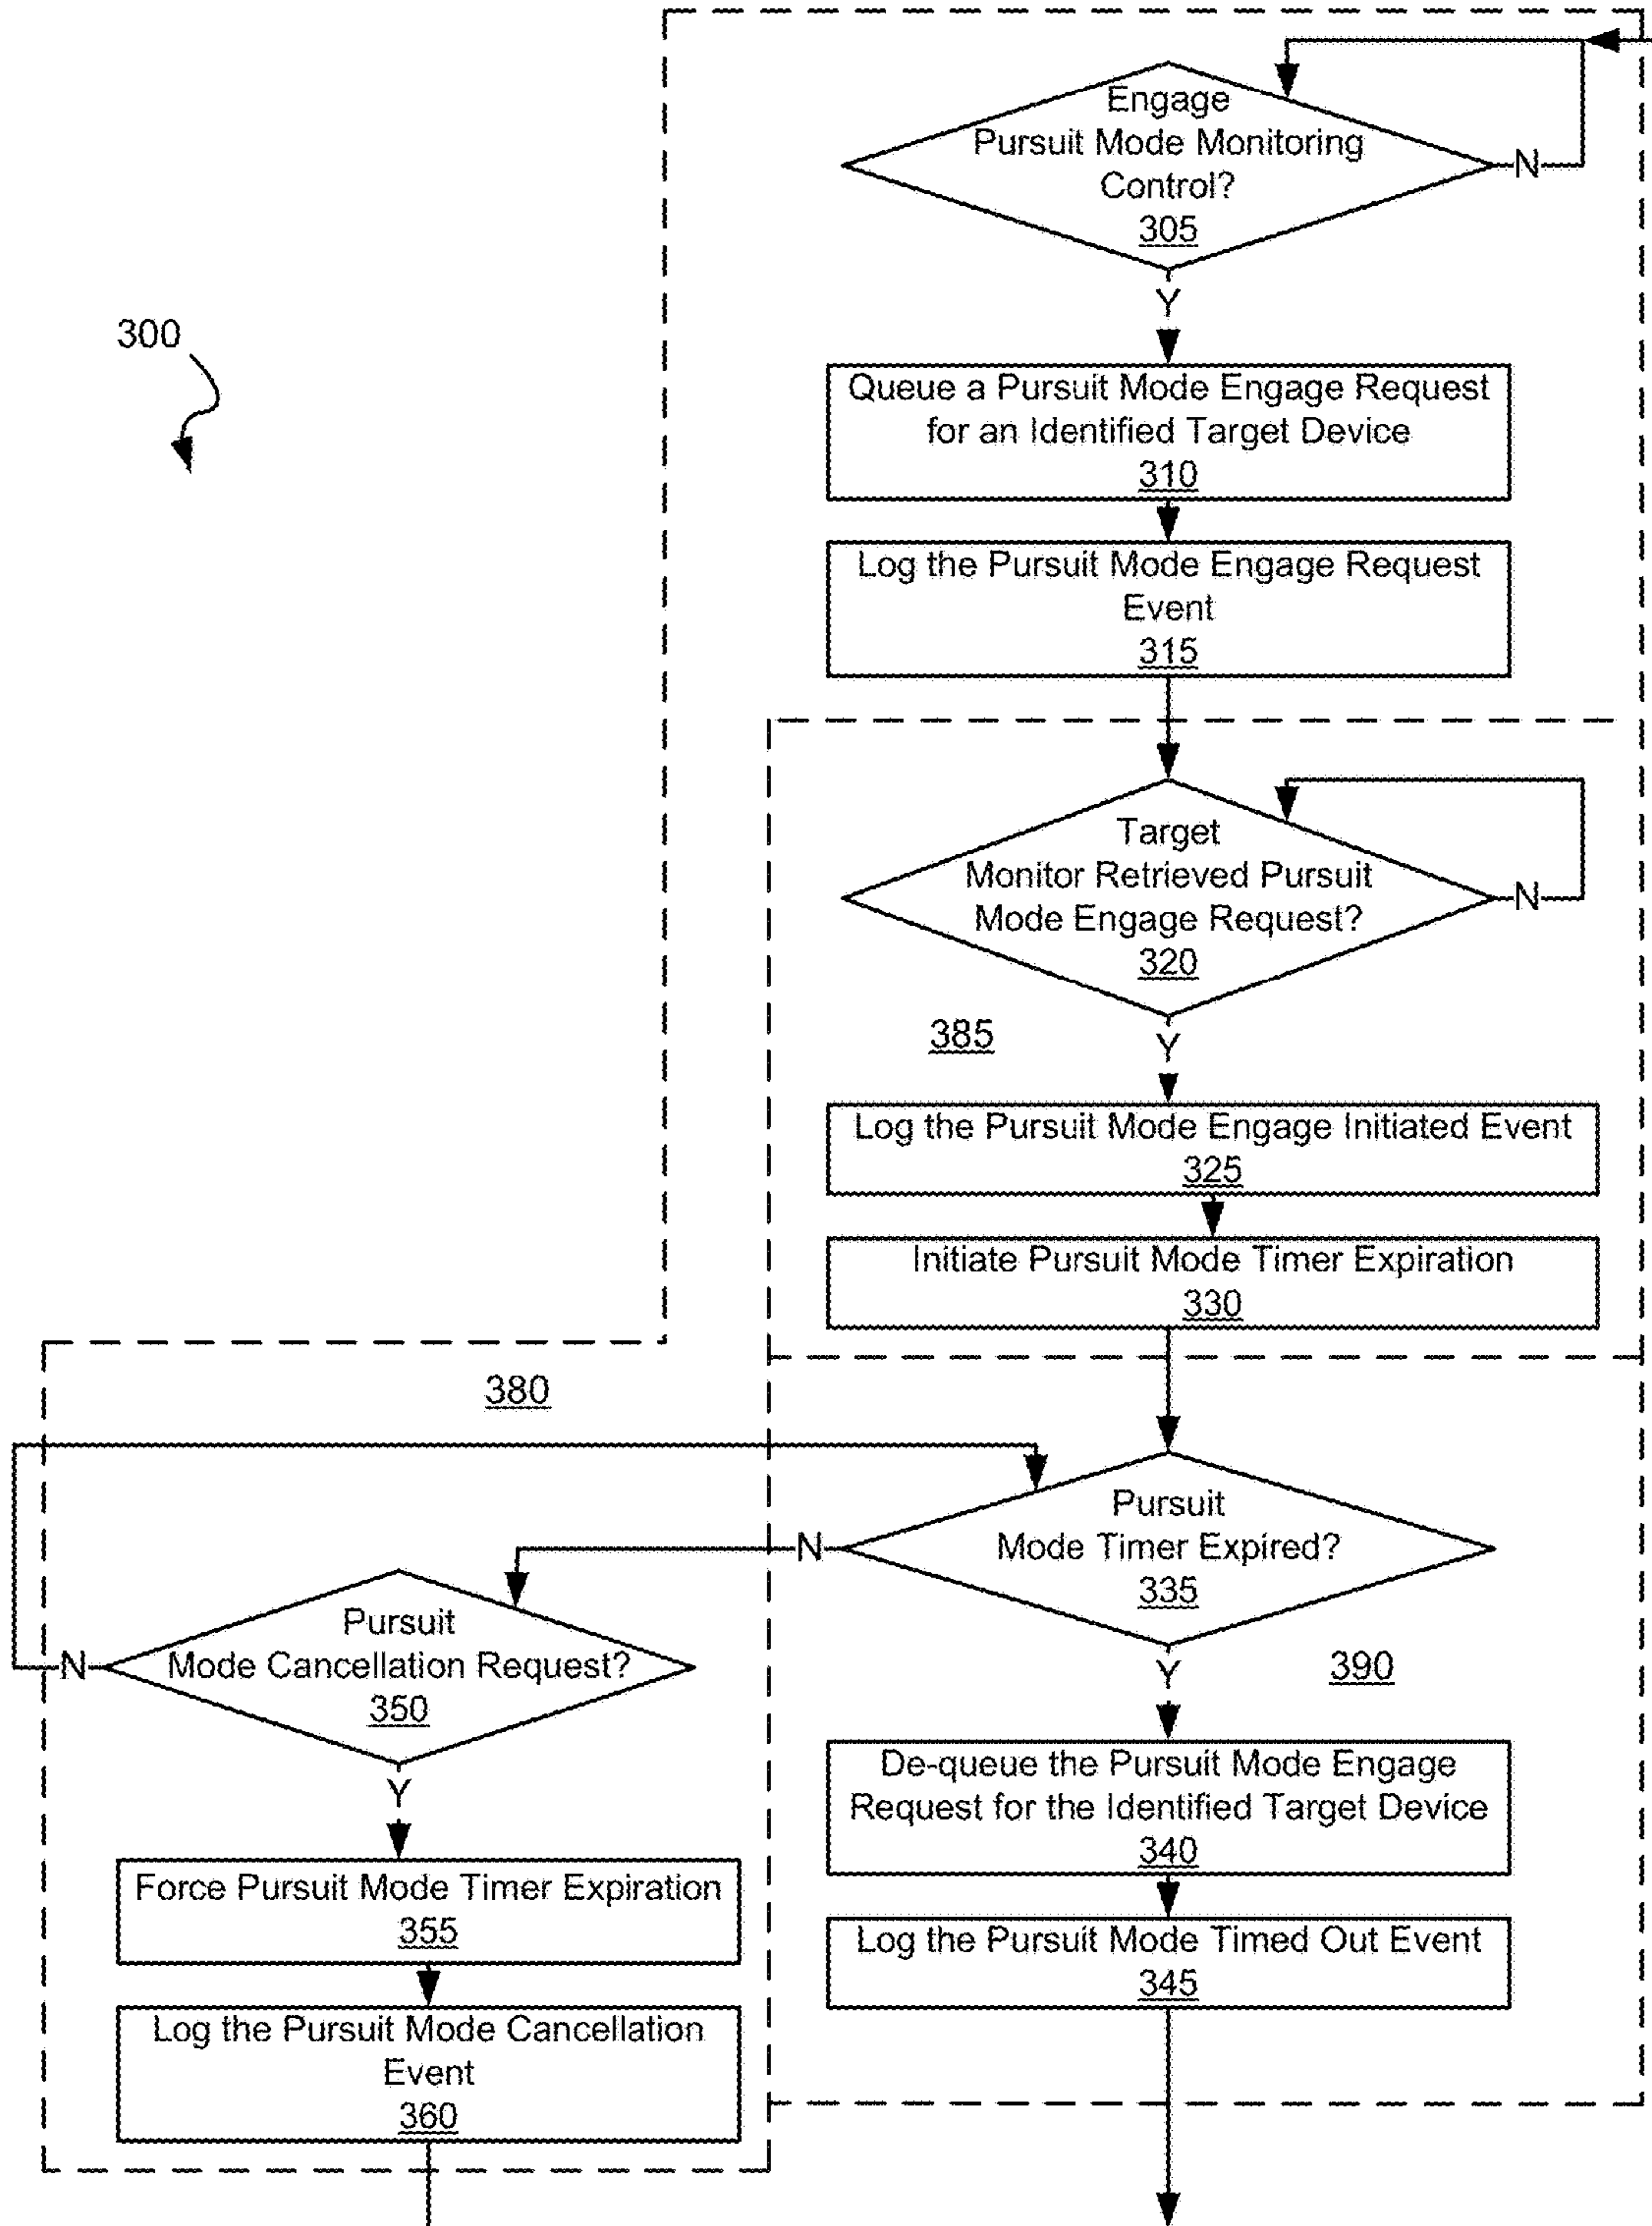 Engage
Pursuit Mode Monitoring
Control?
305
N
Y
300
Queue a Pursuit Mode Engage Request
for an Identified Target Device
310
Log the Pursuit Mode Engage Request
Event
315
Target
Monitor Retrieved Pursuit
Mode Engage Request?
320
N
385
Y
Log the Pursuit Mode Engage Initiated Event
325
Initiate Pursuit Mode Timer Expiration
330
380
Pursuit
Mode Timer Expired?
335
N
Y
390
Pursuit
Mode Cancellation Request?
350
N
Y
De-queue the Pursuit Mode Engage
Request for the Identified Target Device
340
Force Pursuit Mode Timer Expiration
355
Log the Pursuit Mode Timed Out Event
345
Log the Pursuit Mode Cancellation
Event
360